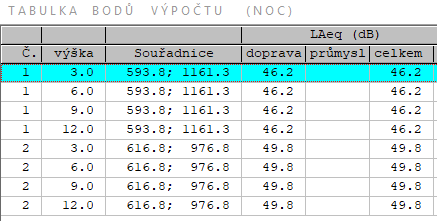 TABULKA BODŮ VÝPOČTU (NOC)
LAeq (dB)
Č. výška Souřadnice doprava průmysl celkem
1 3.0 593.8; 1161.3 46.2 46.2
1 6.0 593.8; 1161.3 46.2 46.2
1 9.0 593.8; 1161.3 46.2 46.2
1 12.0 593.8; 1161.3 46.2 46.2
2 3.0 616.8; 976.8 49.8 49.8
2 6.0 616.8; 976.8 49.8 49.8
2 9.0 616.8; 976.8 49.8 49.8
2 12.0 616.8; 976.8 49.8 49.8